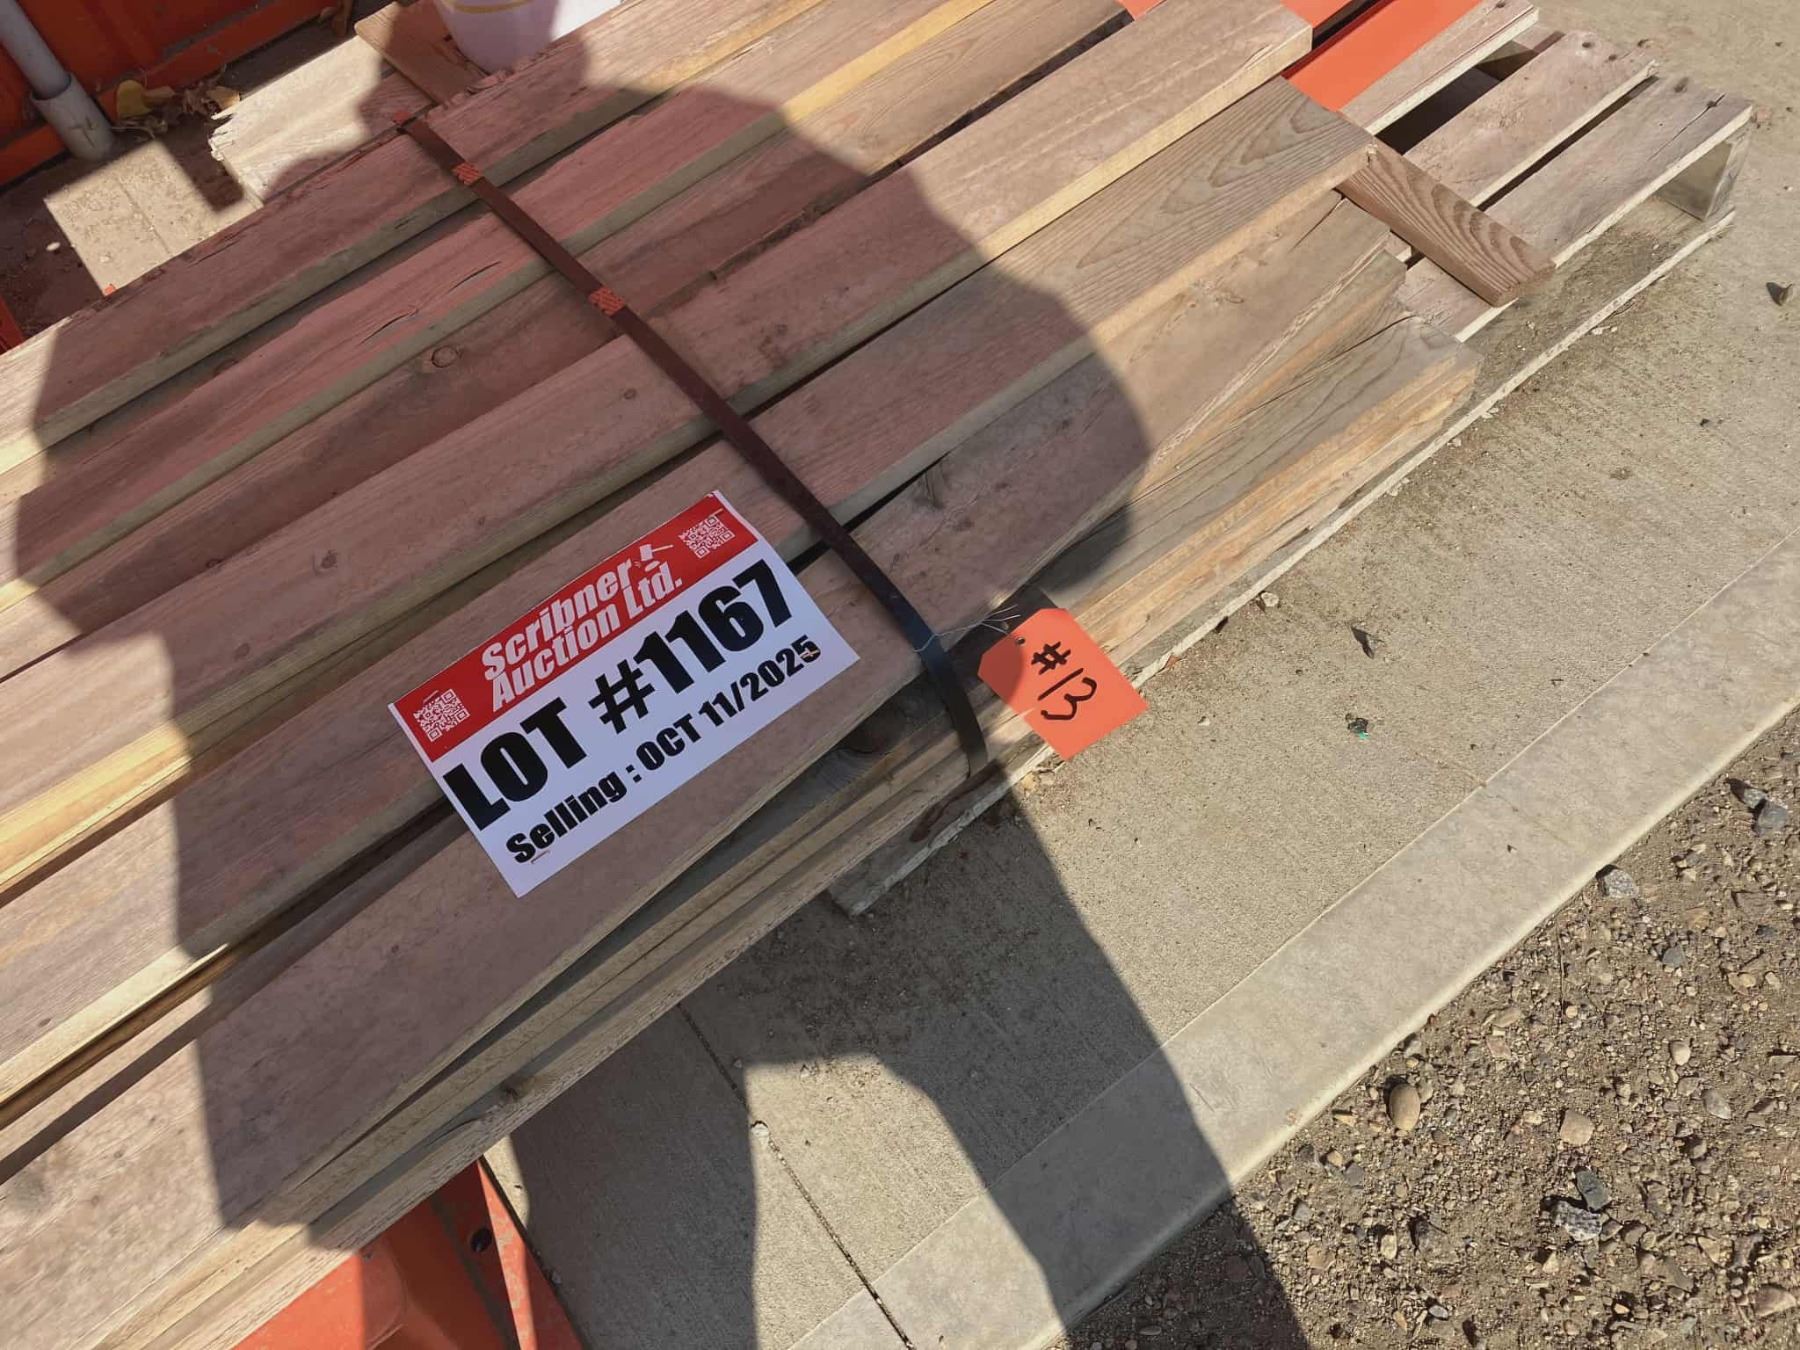 Scribner
Auction Ltd.
LOT #1167
Selling : OCT 11/2025
#13